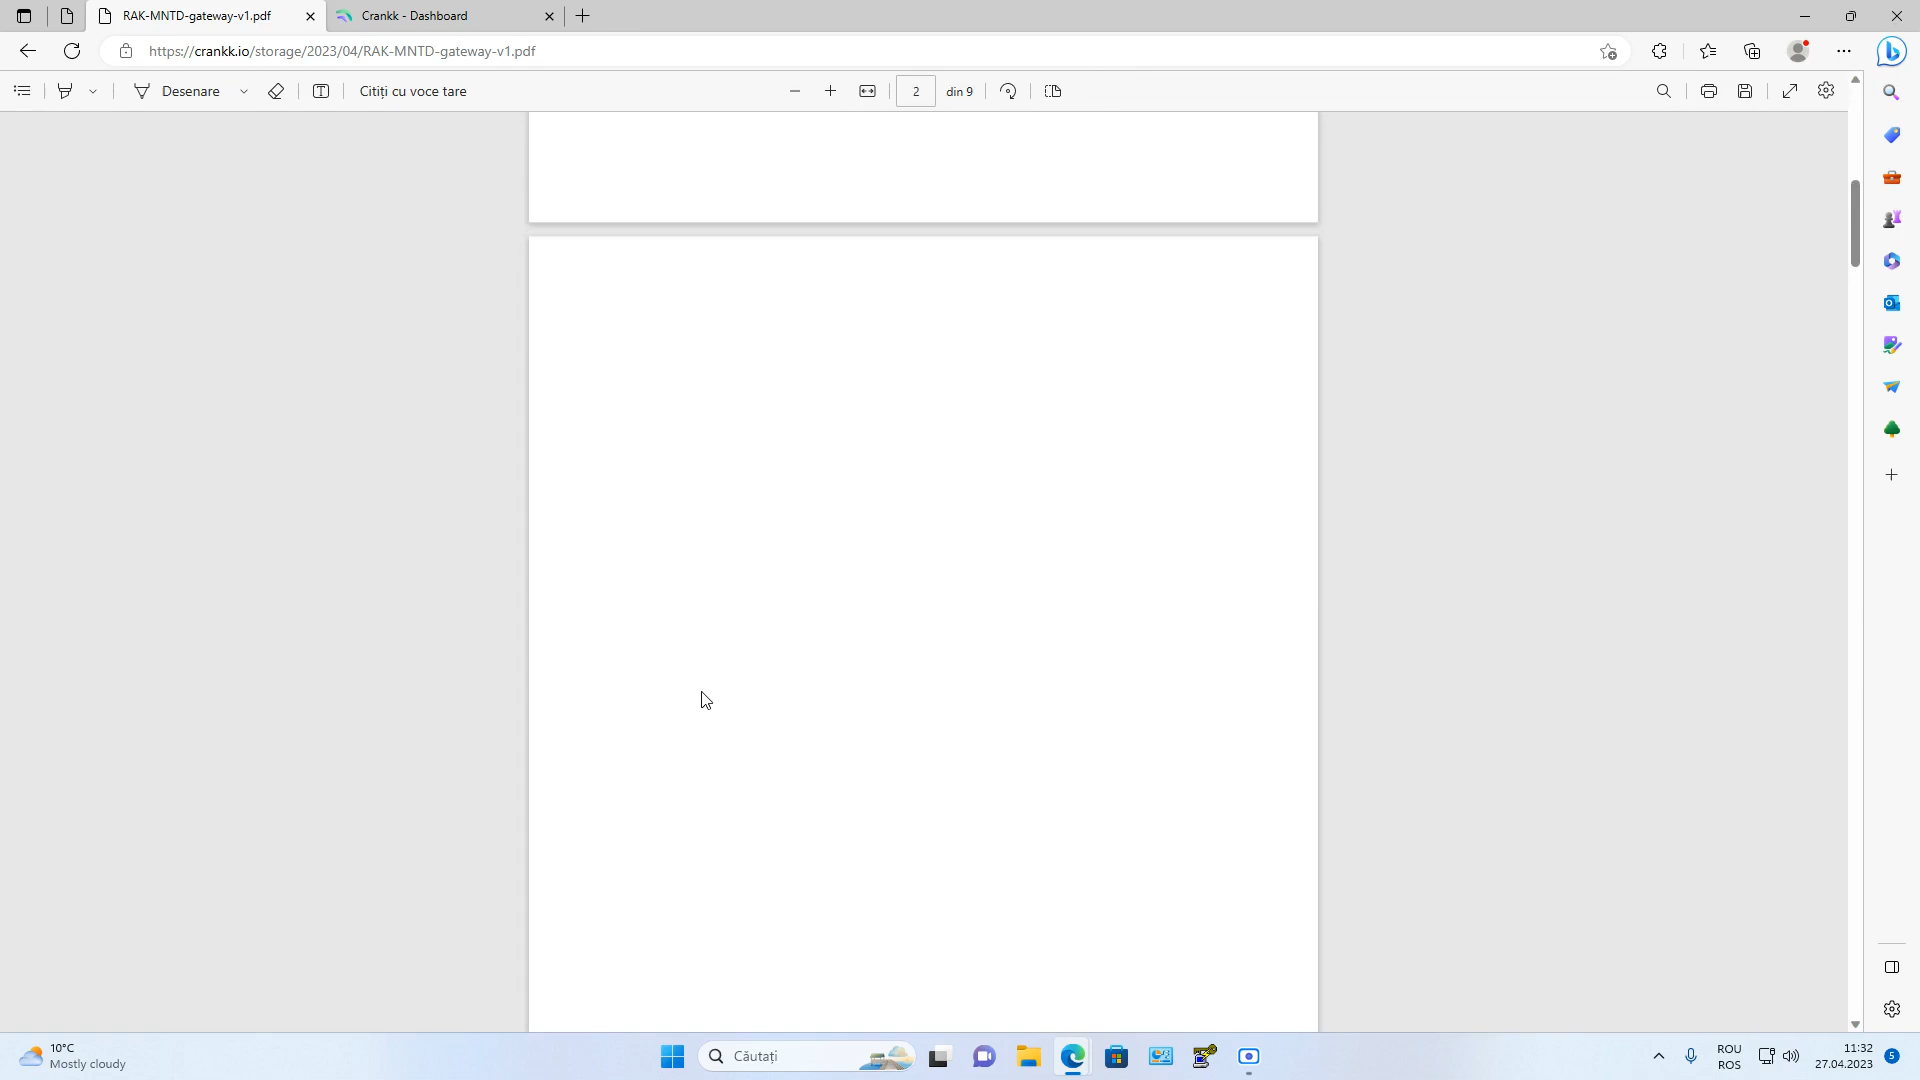 RAK-MNTD-gateway-v1.pdf
Crankk - Dashboard
https://crankk.io/storage/2023/04/RAK-MNTD-gateway-v1.pdf
Desenare
Citiți cu voce tare
2
din 9
10°C
Mostly cloudy
Căutați
ROU
ROS
11:32
27.04.2023
5